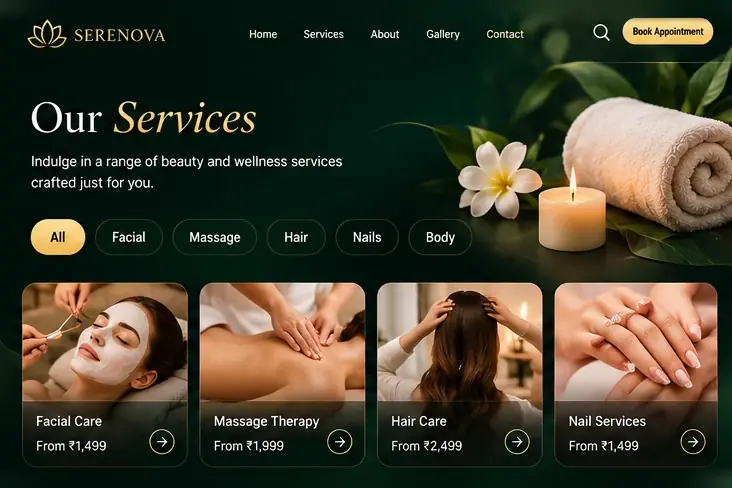 SERENOVA
Home
Services
About
Gallery
Contact
Book Appointment
Our Services
Indulge in a range of beauty and wellness services
crafted just for you.
All
Facial
Massage
Hair
Nails
Body
Facial Care
From ₹1,499
Massage Therapy
From ₹1,999
Hair Care
From ₹2,499
Nail Services
From ₹1,499